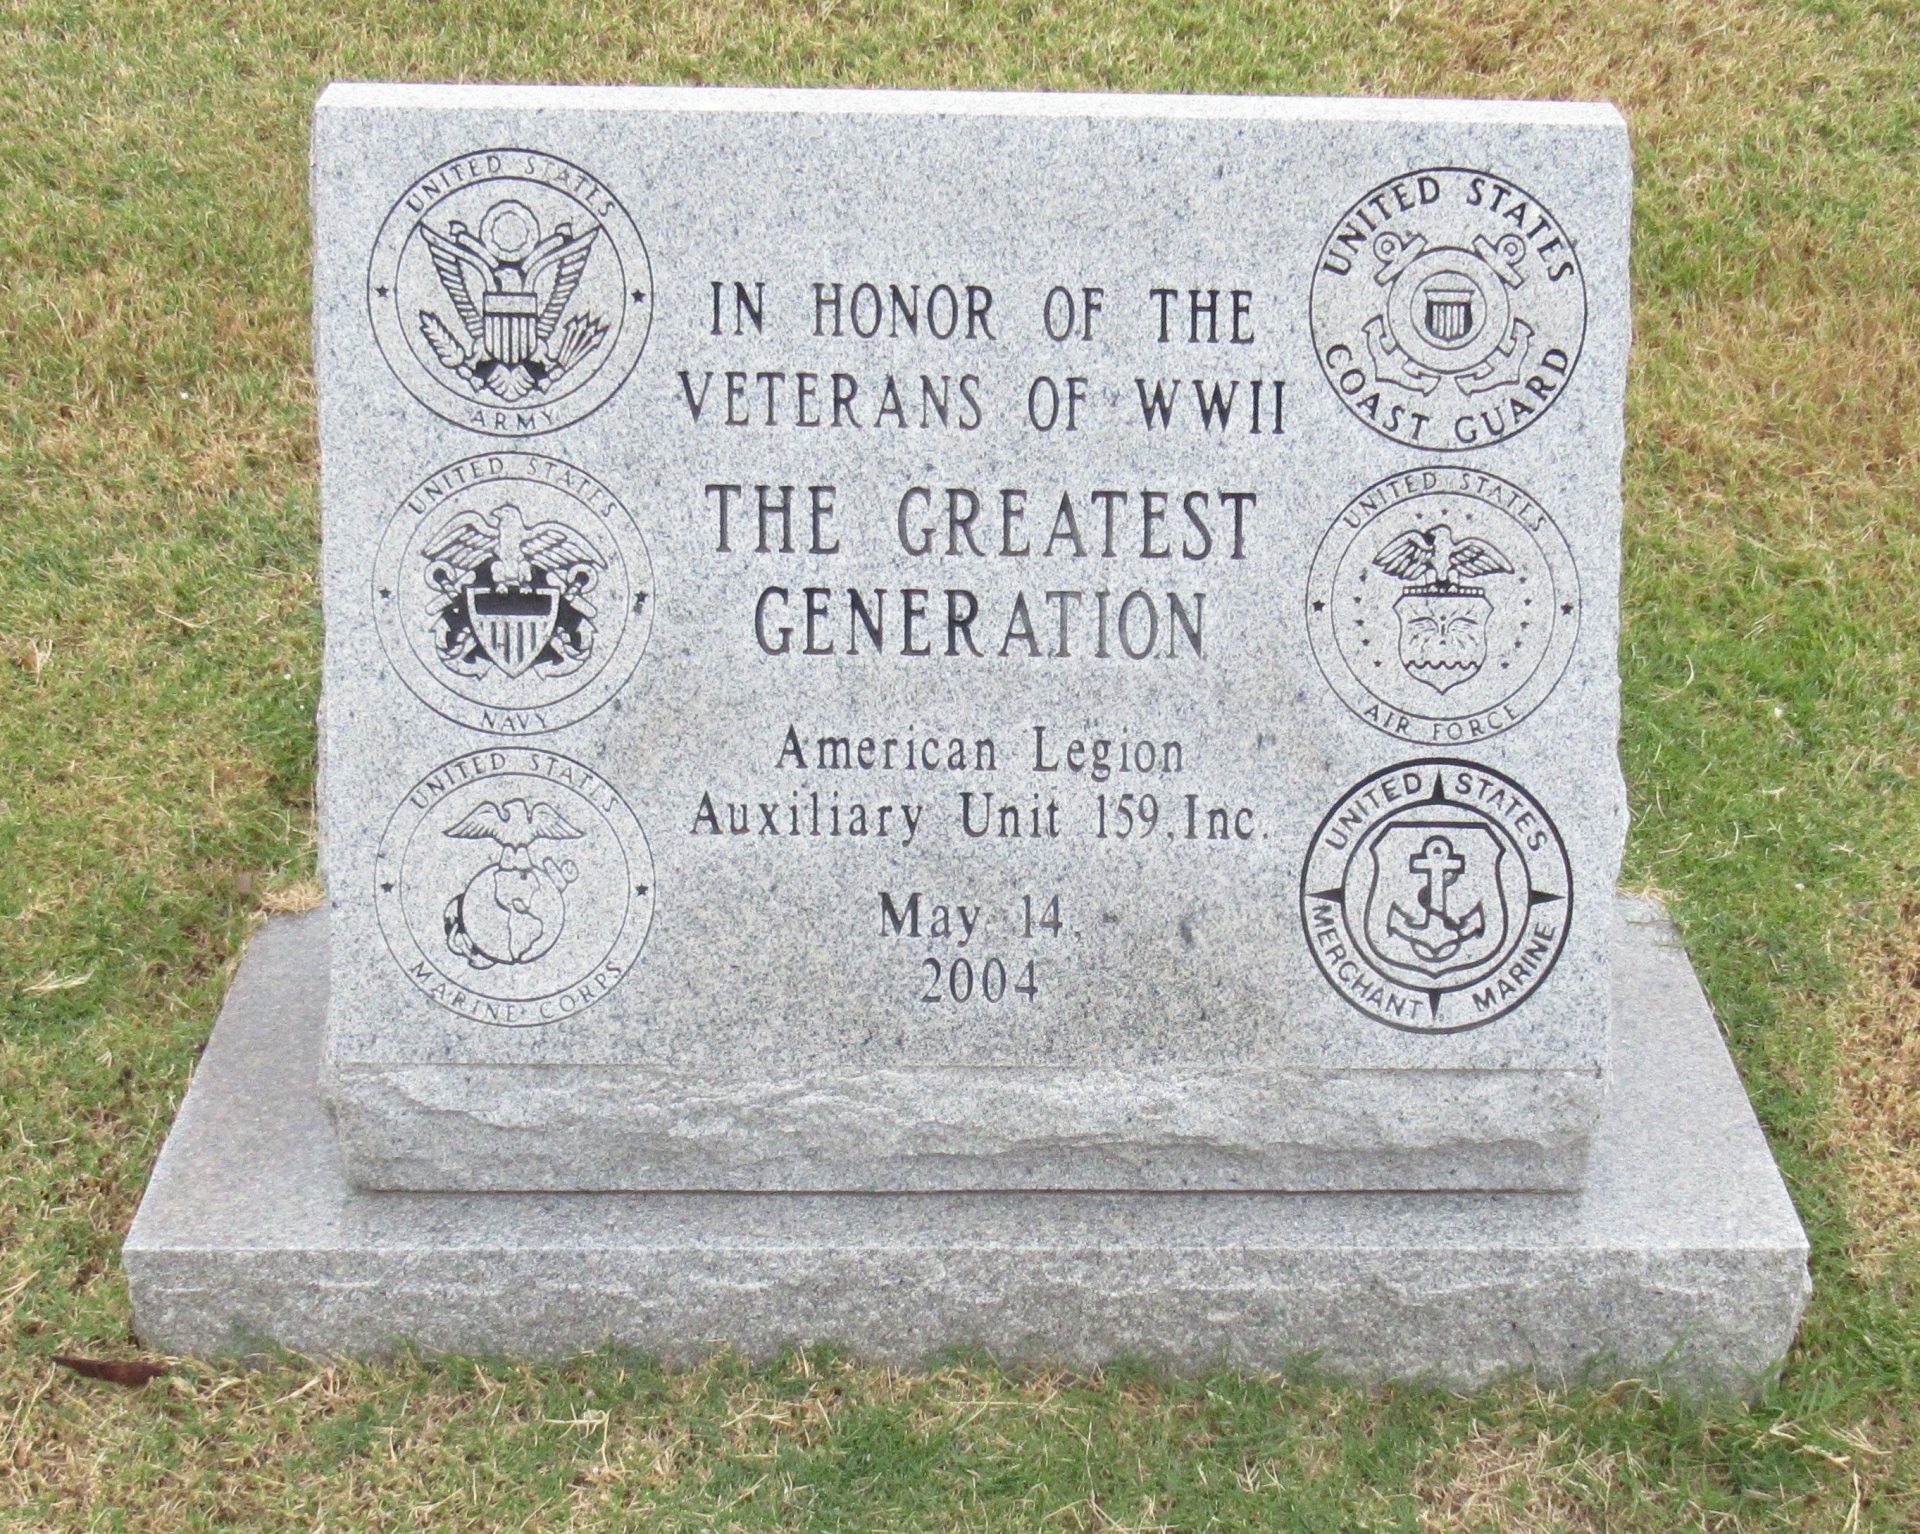 UNITED STATES
ARMY
UNITED STATES
NAVY
UNITED STATES
MARINE CORPS
IN HONOR OF THE
VETERANS OF WWII
THE GREATEST
GENERATION
American Legion
Auxiliary Unit 159, Inc.
May 14,
2004
UNITED STATES
COAST GUARD
UNITED STATES
AIR FORCE
UNITED STATES
MERCHANT MARINE